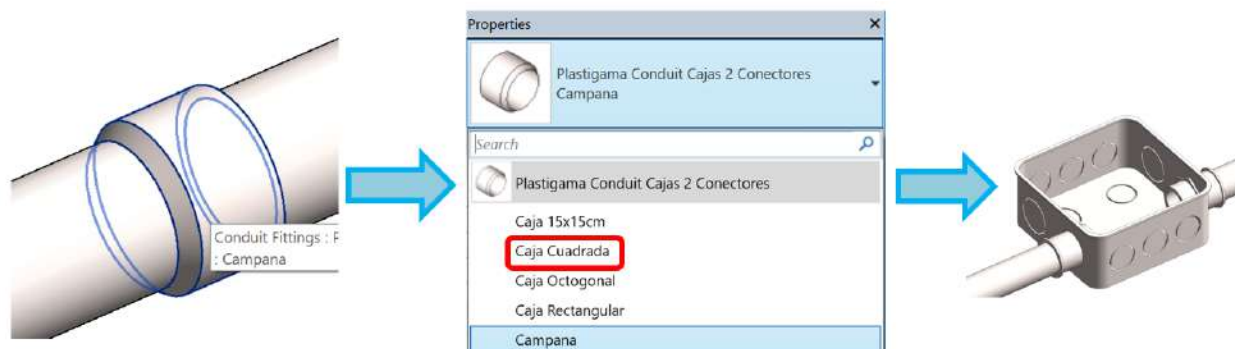 Conduit Fittings : F
: Campana
Properties
Plastigama Conduit Cajas 2 Conectores
Campana
Search
Plastigama Conduit Cajas 2 Conectores
Caja 15x15cm
Caja Cuadrada
Caja Octogonal
Caja Rectangular
Campana